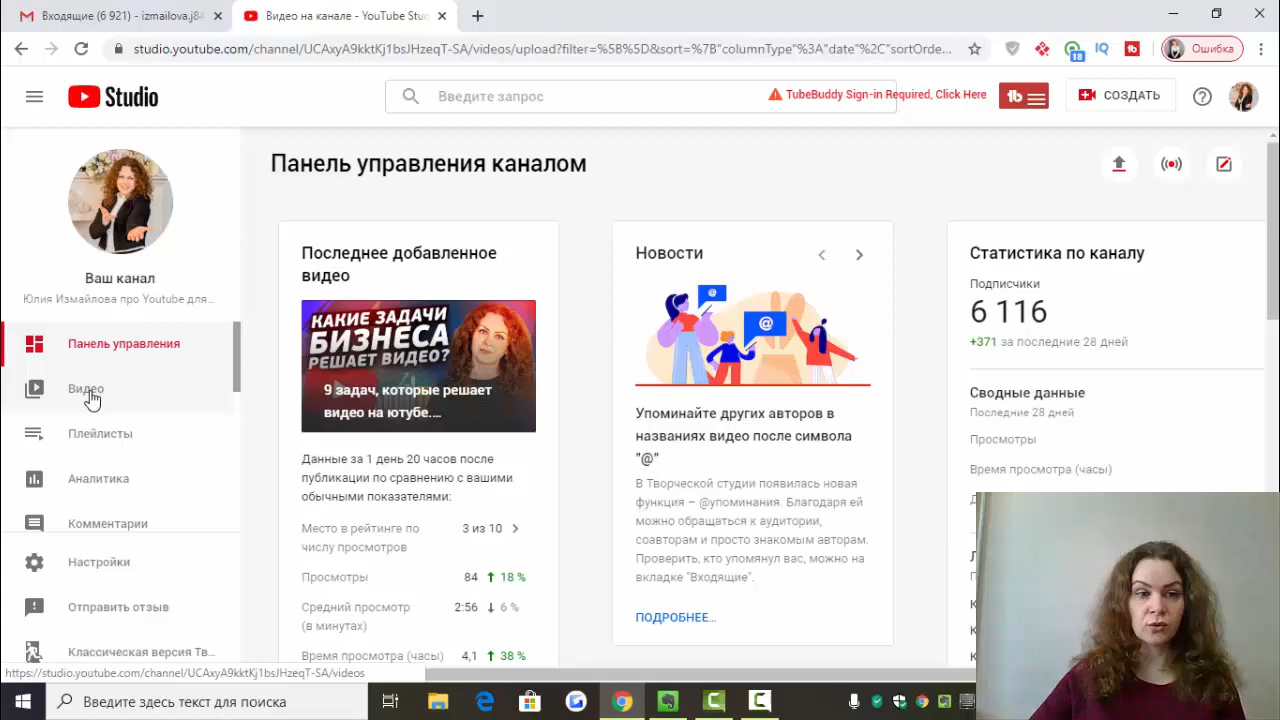 Входящие (6 921) - izmailova.j84
Видео на канале - YouTube Stu
studio.youtube.com/channel/UCAxyA9kktKj1bsJHzeqT-SA/videos/upload?filter=%5B%5D&sort=%7B"columnType"%3A"date"%2C"sortOrde...
18
IQ
tb
Ошибка
Studio
Введите запрос
TubeBuddy Sign-in Required, Click Here
tb
СОЗДАТЬ
Панель управления каналом
Ваш канал
Юлия Измайлова про Youtube для...
Панель управления
Видео
Плейлисты
Аналитика
Комментарии
Настройки
Отправить отзыв
Классическая версия Тв...
Последнее добавленное
видео
КАКИЕ ЗАДАЧИ
БИЗНЕСА
РЕШАЕТ ВИДЕО?
9 задач, которые решает
видео на ютубе....
Данные за 1 день 20 часов после
публикации по сравнению с вашими
обычными показателями:
Место в рейтинге по
числу просмотров
3 из 10
Просмотры
84
18 %
Средний просмотр
(в минутах)
2:56
6 %
Время просмотра (часы)
4,1
38 %
Новости
@
@
Упоминайте других авторов в
названиях видео после символа
"@"
В Творческой студии появилась новая
функция – @упоминания. Благодаря ей
можно обращаться к аудитории,
соавторам и просто знакомым авторам.
Проверить, кто упомянул вас, можно на
вкладке "Входящие".
ПОДРОБНЕЕ...
Статистика по каналу
Подписчики
6 116
+371 за последние 28 дней
Сводные данные
Последние 28 дней
Просмотры
Время просмотра (часы)
https://studio.youtube.com/channel/UCAxyA9kktKj1bsJHzeqT-SA/videos
Введите здесь текст для поиска